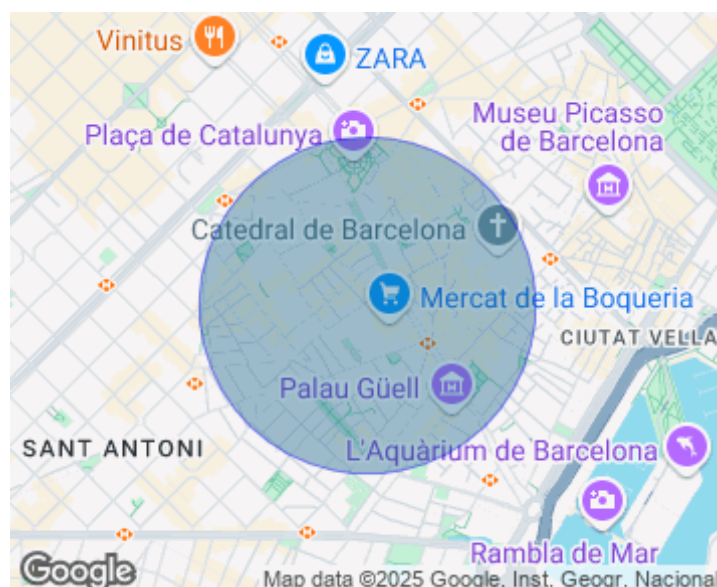 Vinitus
ZARA
Plaça de Catalunya
Museu Picasso
de Barcelona
Catedral de Barcelona
Mercat de la Boqueria
CIUTAT VELLA
Palau Güell
SANT ANTONI
L'Aquàrium de Barcelona
Rambla de Mar
Google
Map data ©2025 Google, Inst. Geogr. Nacional